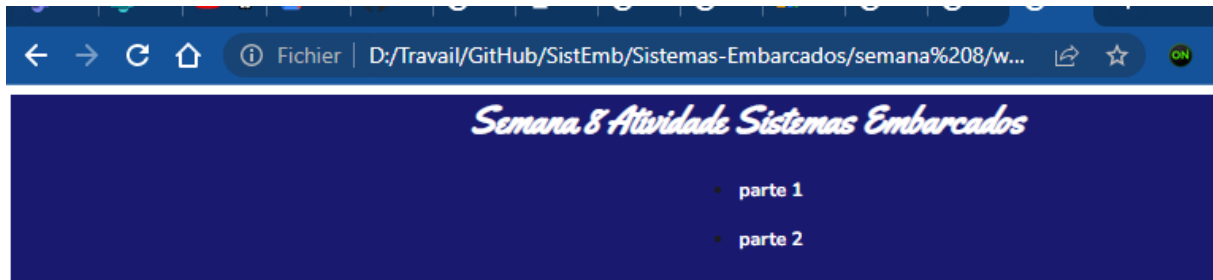 Fichier D:/Travail/GitHub/SistEmb/Sistemas-Embarcados/semana%208/w...
ON
Semana 8 Atividade Sistemas Embarcados
parte 1
parte 2